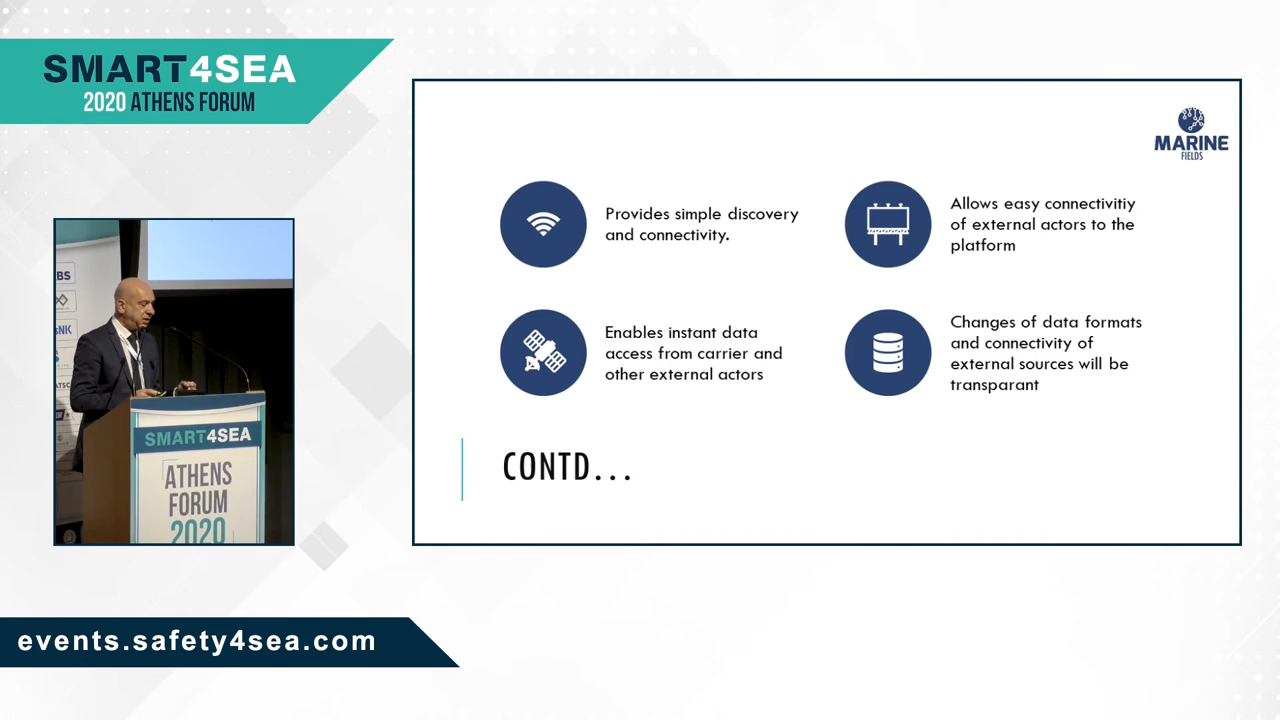 SMART4SEA
2020 ATHENS FORUM
MARINE
FIELDS
Provides simple discovery
and connectivity.
Allows easy connectivitiy
of external actors to the
platform
Enables instant data
access from carrier and
other external actors
Changes of data formats
and connectivity of
external sources will be
transparant
CONTD...
BS
NK
SMART4SEA
ATHENS
FORUM
2020
events.safety4sea.com